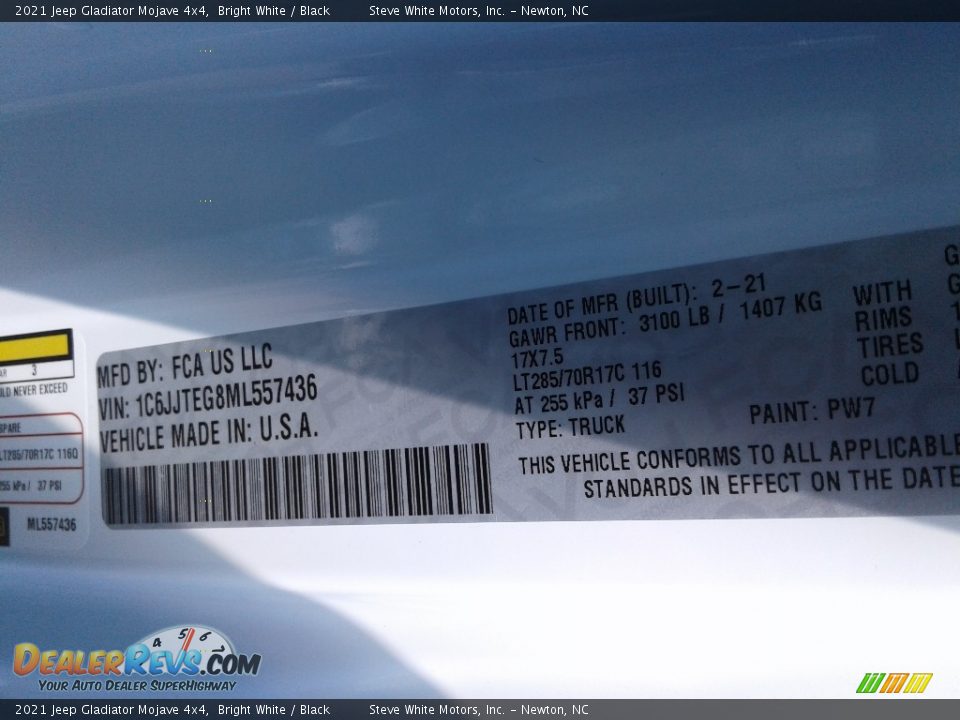 2021 Jeep Gladiator Mojave 4x4, Bright White / Black Steve White Motors, Inc. - Newton, NC
3
ULD NEVER EXCEED
SPARE
LT285/70R17C 116Q
255 kPa / 37 PSI
ML557436
MFD BY: FCA US LLC
VIN: 1C6JJTEG8ML557436
VEHICLE MADE IN: U.S.A.
DATE OF MFR (BUILT): 2-21
GAWR FRONT: 3100 LB / 1407 KG
17X7.5
LT285/70R17C 116
AT 255 kPa / 37 PSI
TYPE: TRUCK
WITH
RIMS
TIRES
COLD
PAINT: PW7
THIS VEHICLE CONFORMS TO ALL APPLICABLE
STANDARDS IN EFFECT ON THE DATE
4 5 6 7
DEALERREVS.COM
YOUR AUTO DEALER SUPERHIGHWAY
2021 Jeep Gladiator Mojave 4x4, Bright White / Black Steve White Motors, Inc. - Newton, NC